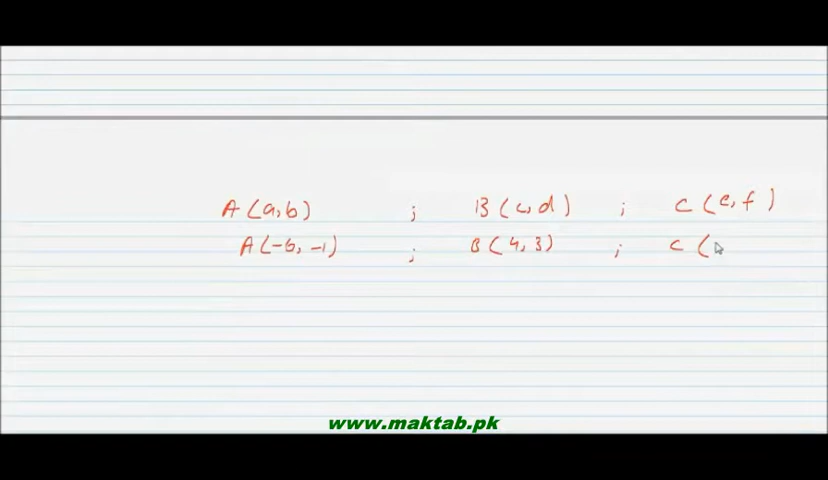 A (a,b) ; B (c,d) ; C (e,f)
A (-6, -1) ; B (4, 3) ; C (
www.maktab.pk